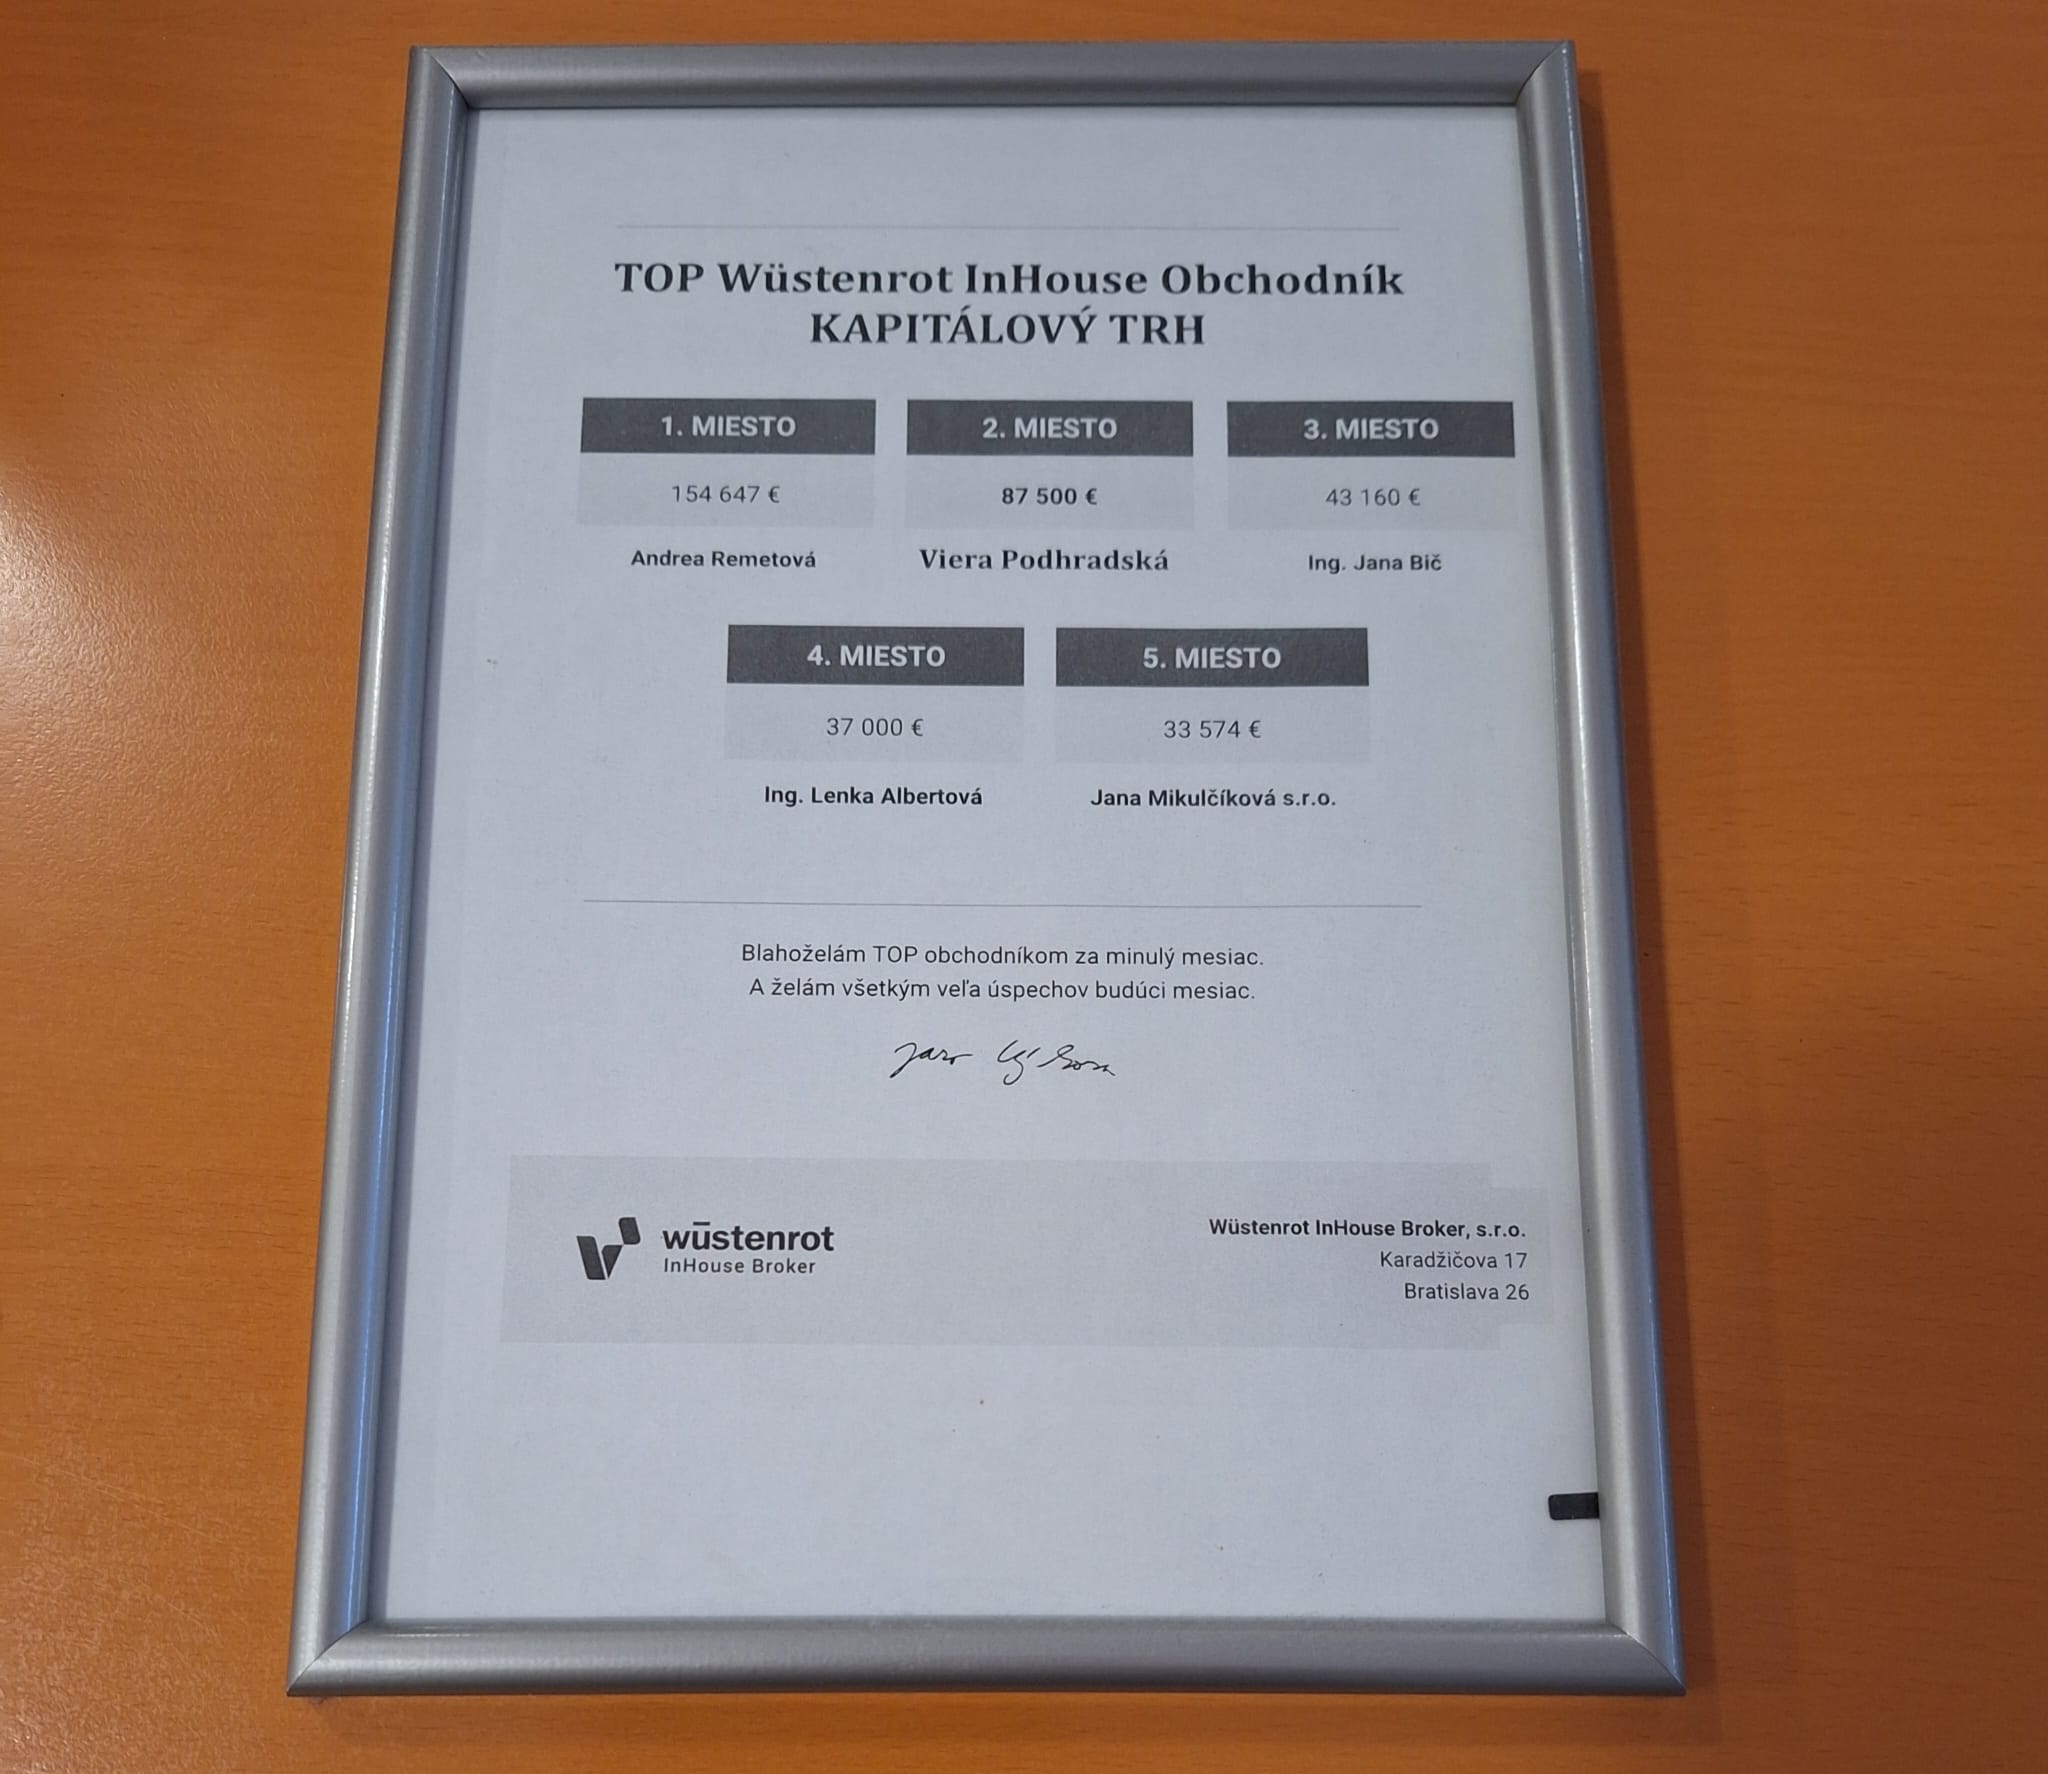 TOP Wüstenrot InHouse Obchodník
KAPITÁLOVÝ TRH
1. MIESTO
154 647 €
Andrea Remetová
2. MIESTO
87 500 €
Viera Podhradská
3. MIESTO
43 160 €
Ing. Jana Bič
4. MIESTO
37 000 €
Ing. Lenka Albertová
5. MIESTO
33 574 €
Jana Mikulčíková s.r.o.
Blahoželám TOP obchodníkom za minulý mesiac.
A želám všetkým veľa úspechov budúci mesiac.
wüstenrot
InHouse Broker
Wüstenrot InHouse Broker, s.r.o.
Karadžičova 17
Bratislava 26